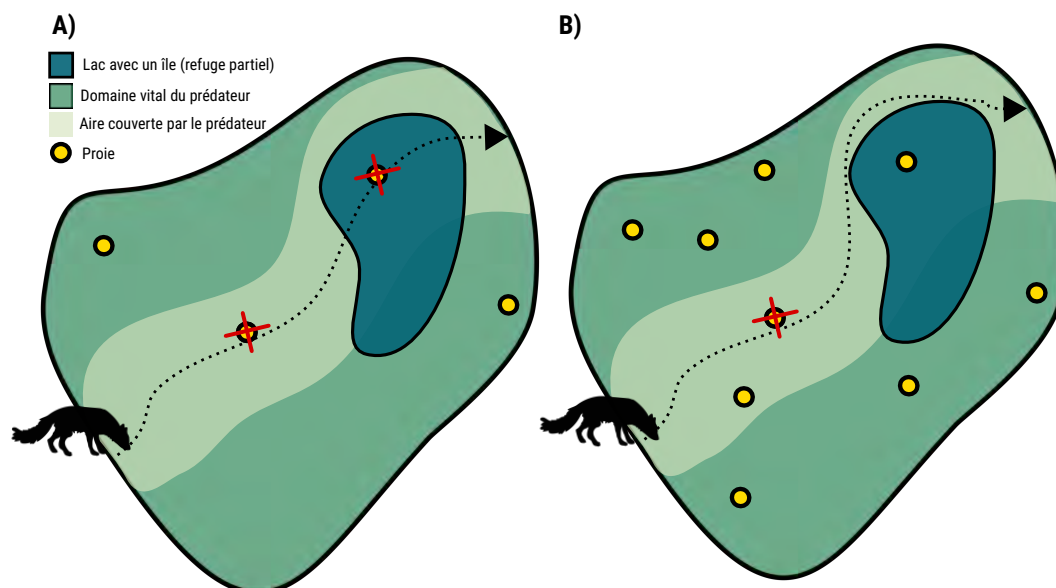 A)
B)
Lac avec un île (refuge partiel)
Domaine vital du prédateur
Aire couverte par le prédateur
Proie